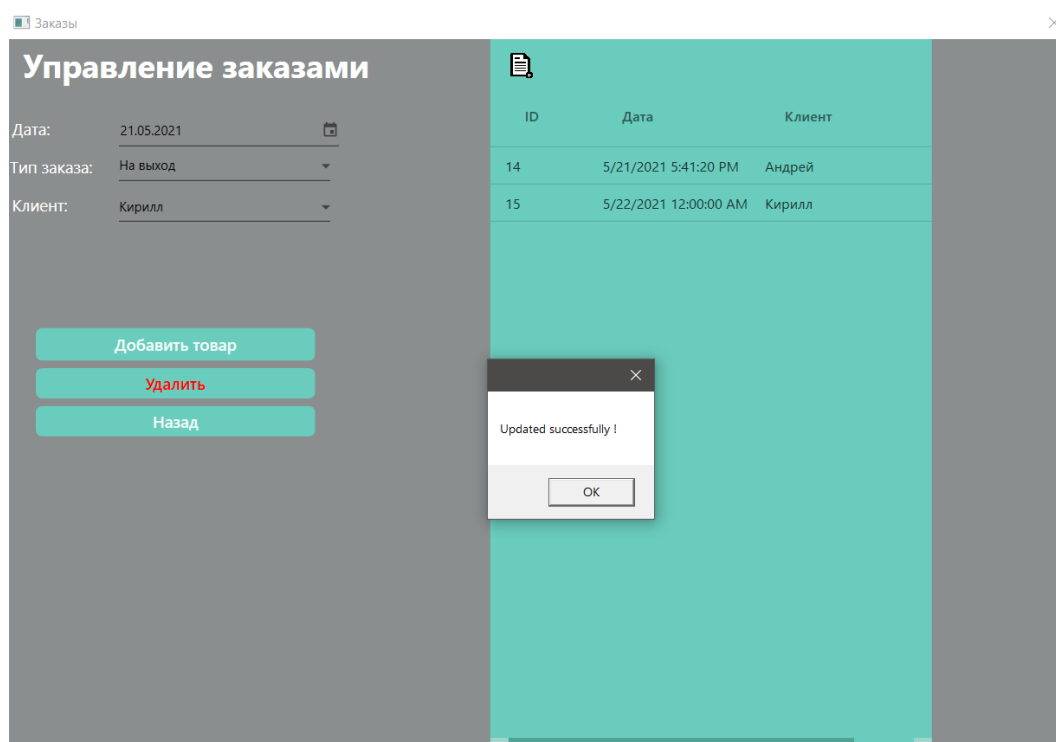 Заказы
Управление заказами
Дата:
21.05.2021
Тип заказа:
На выход
Клиент:
Кирилл
Добавить товар
Удалить
Назад
ID Дата Клиент
14 5/21/2021 5:41:20 PM Андрей
15 5/22/2021 12:00:00 AM Кирилл
Updated successfully !
OK